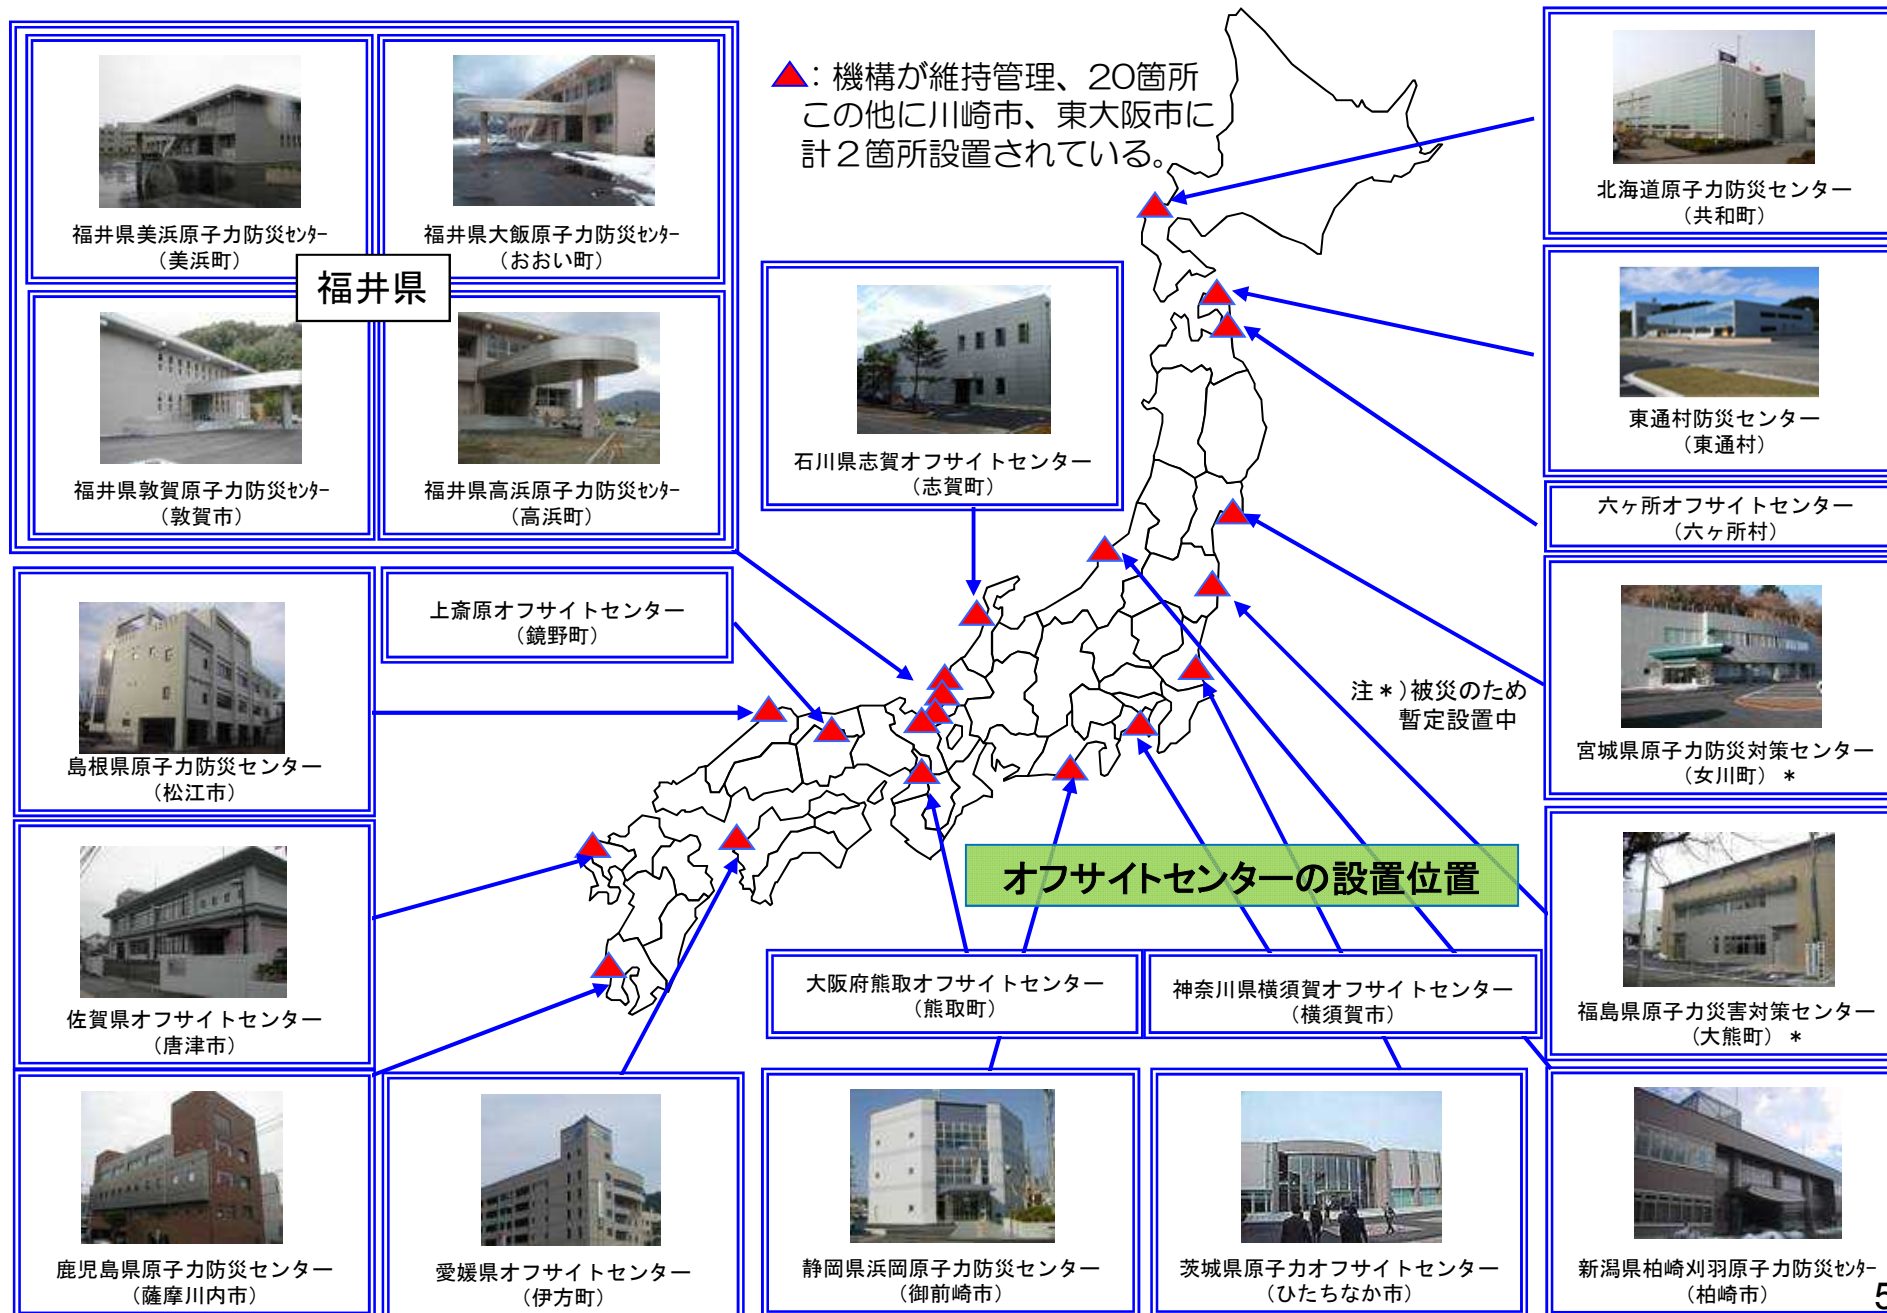 ▲：機構が維持管理、20箇所
この他に川崎市、東大阪市に
計２箇所設置されている。
福井県美浜原子力防災ｾﾝﾀｰ
（美浜町）
福井県大飯原子力防災ｾﾝﾀｰ
（おおい町）
福井県
福井県敦賀原子力防災ｾﾝﾀｰ
（敦賀市）
福井県高浜原子力防災ｾﾝﾀｰ
（高浜町）
石川県志賀オフサイトセンター
（志賀町）
北海道原子力防災センター
（共和町）
東通村防災センター
（東通村）
六ヶ所オフサイトセンター
（六ヶ所村）
上斎原オフサイトセンター
（鏡野町）
島根県原子力防災センター
（松江市）
注＊）被災のため
暫定設置中
宮城県原子力防災対策センター
（女川町）＊
オフサイトセンターの設置位置
佐賀県オフサイトセンター
（唐津市）
大阪府熊取オフサイトセンター
（熊取町）
神奈川県横須賀オフサイトセンター
（横須賀市）
福島県原子力災害対策センター
（大熊町）＊
鹿児島県原子力防災センター
（薩摩川内市）
愛媛県オフサイトセンター
（伊方町）
静岡県浜岡原子力防災センター
（御前崎市）
茨城県原子力オフサイトセンター
（ひたちなか市）
新潟県柏崎刈羽原子力防災ｾﾝﾀｰ
（柏崎市）
5